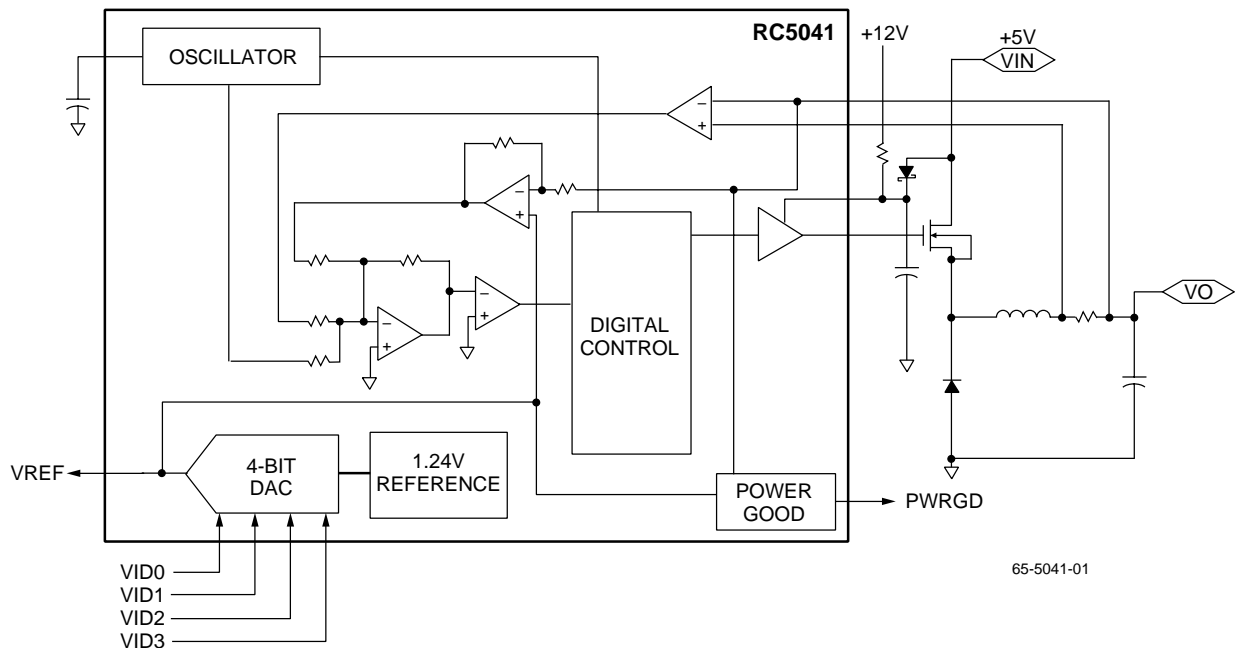 RC5041
+12V
+5V
VIN
OSCILLATOR
−
+
−
+
VO
−
+
−
+
DIGITAL
CONTROL
VREF
4-BIT
DAC
1.24V
REFERENCE
POWER
GOOD
PWRGD
VID0
VID1
VID2
VID3
65-5041-01